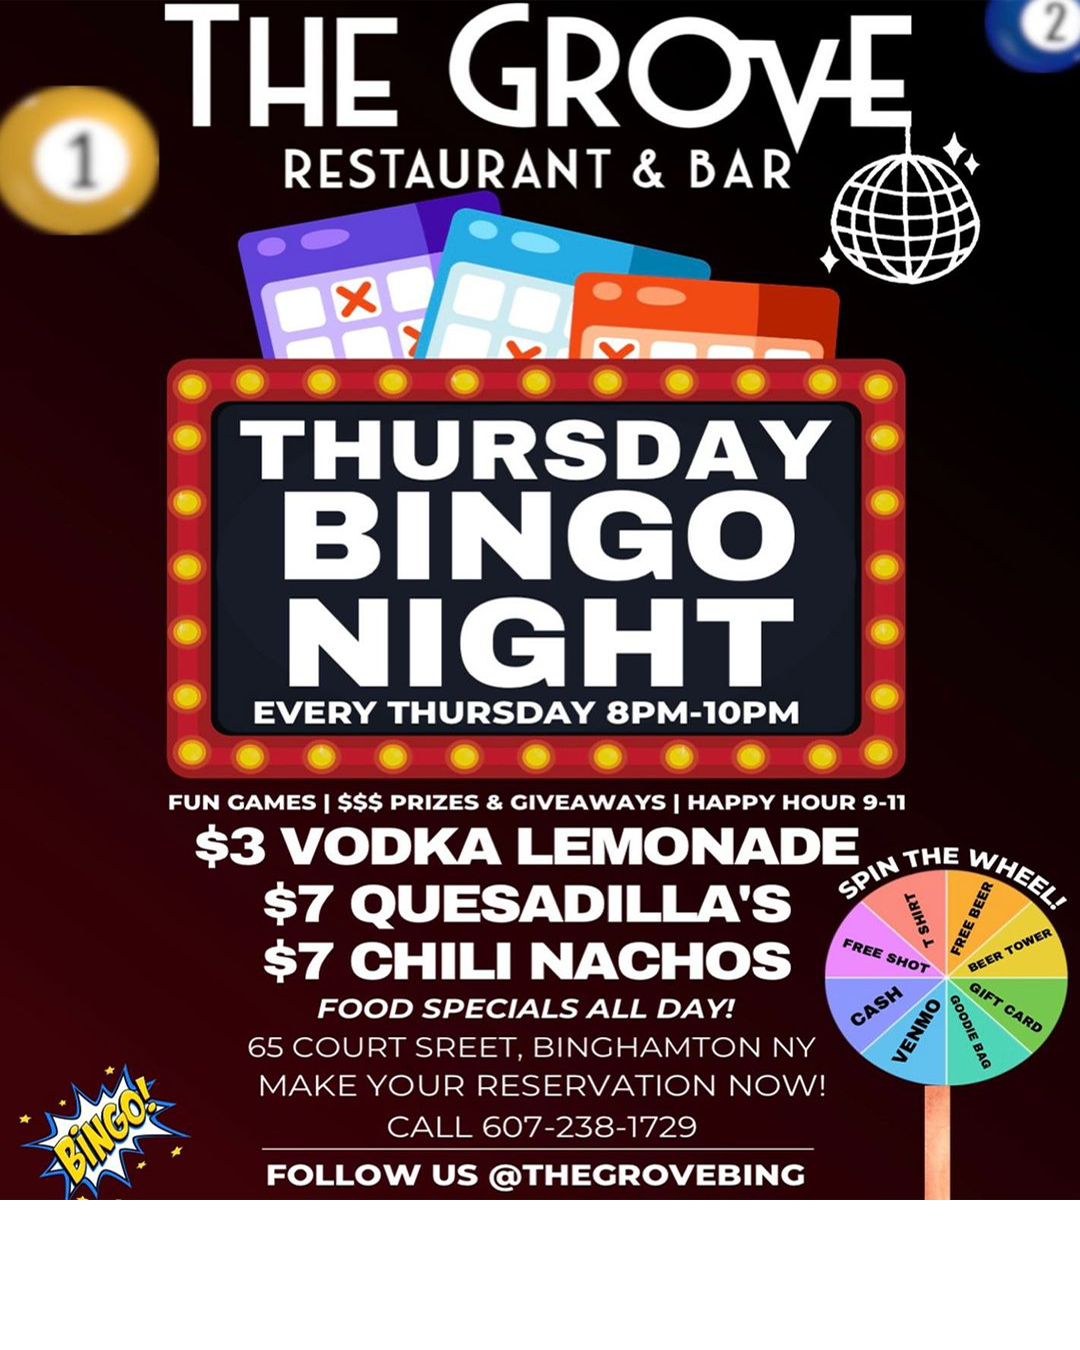 THE GROVE
RESTAURANT & BAR
1
2
THURSDAY
BINGO
NIGHT
EVERY THURSDAY 8PM-10PM
FUN GAMES | $$$ PRIZES & GIVEAWAYS | HAPPY HOUR 9-11
$3 VODKA LEMONADE
$7 QUESADILLA'S
$7 CHILI NACHOS
FOOD SPECIALS ALL DAY!
65 COURT SREET, BINGHAMTON NY
MAKE YOUR RESERVATION NOW!
CALL 607-238-1729
FOLLOW US @THEGROVEBING
SPIN THE WHEEL!
T SHIRT
FREE BEER
BEER TOWER
GIFT CARD
GOODIE BAG
VENMO
CASH
FREE SHOT
BINGO!